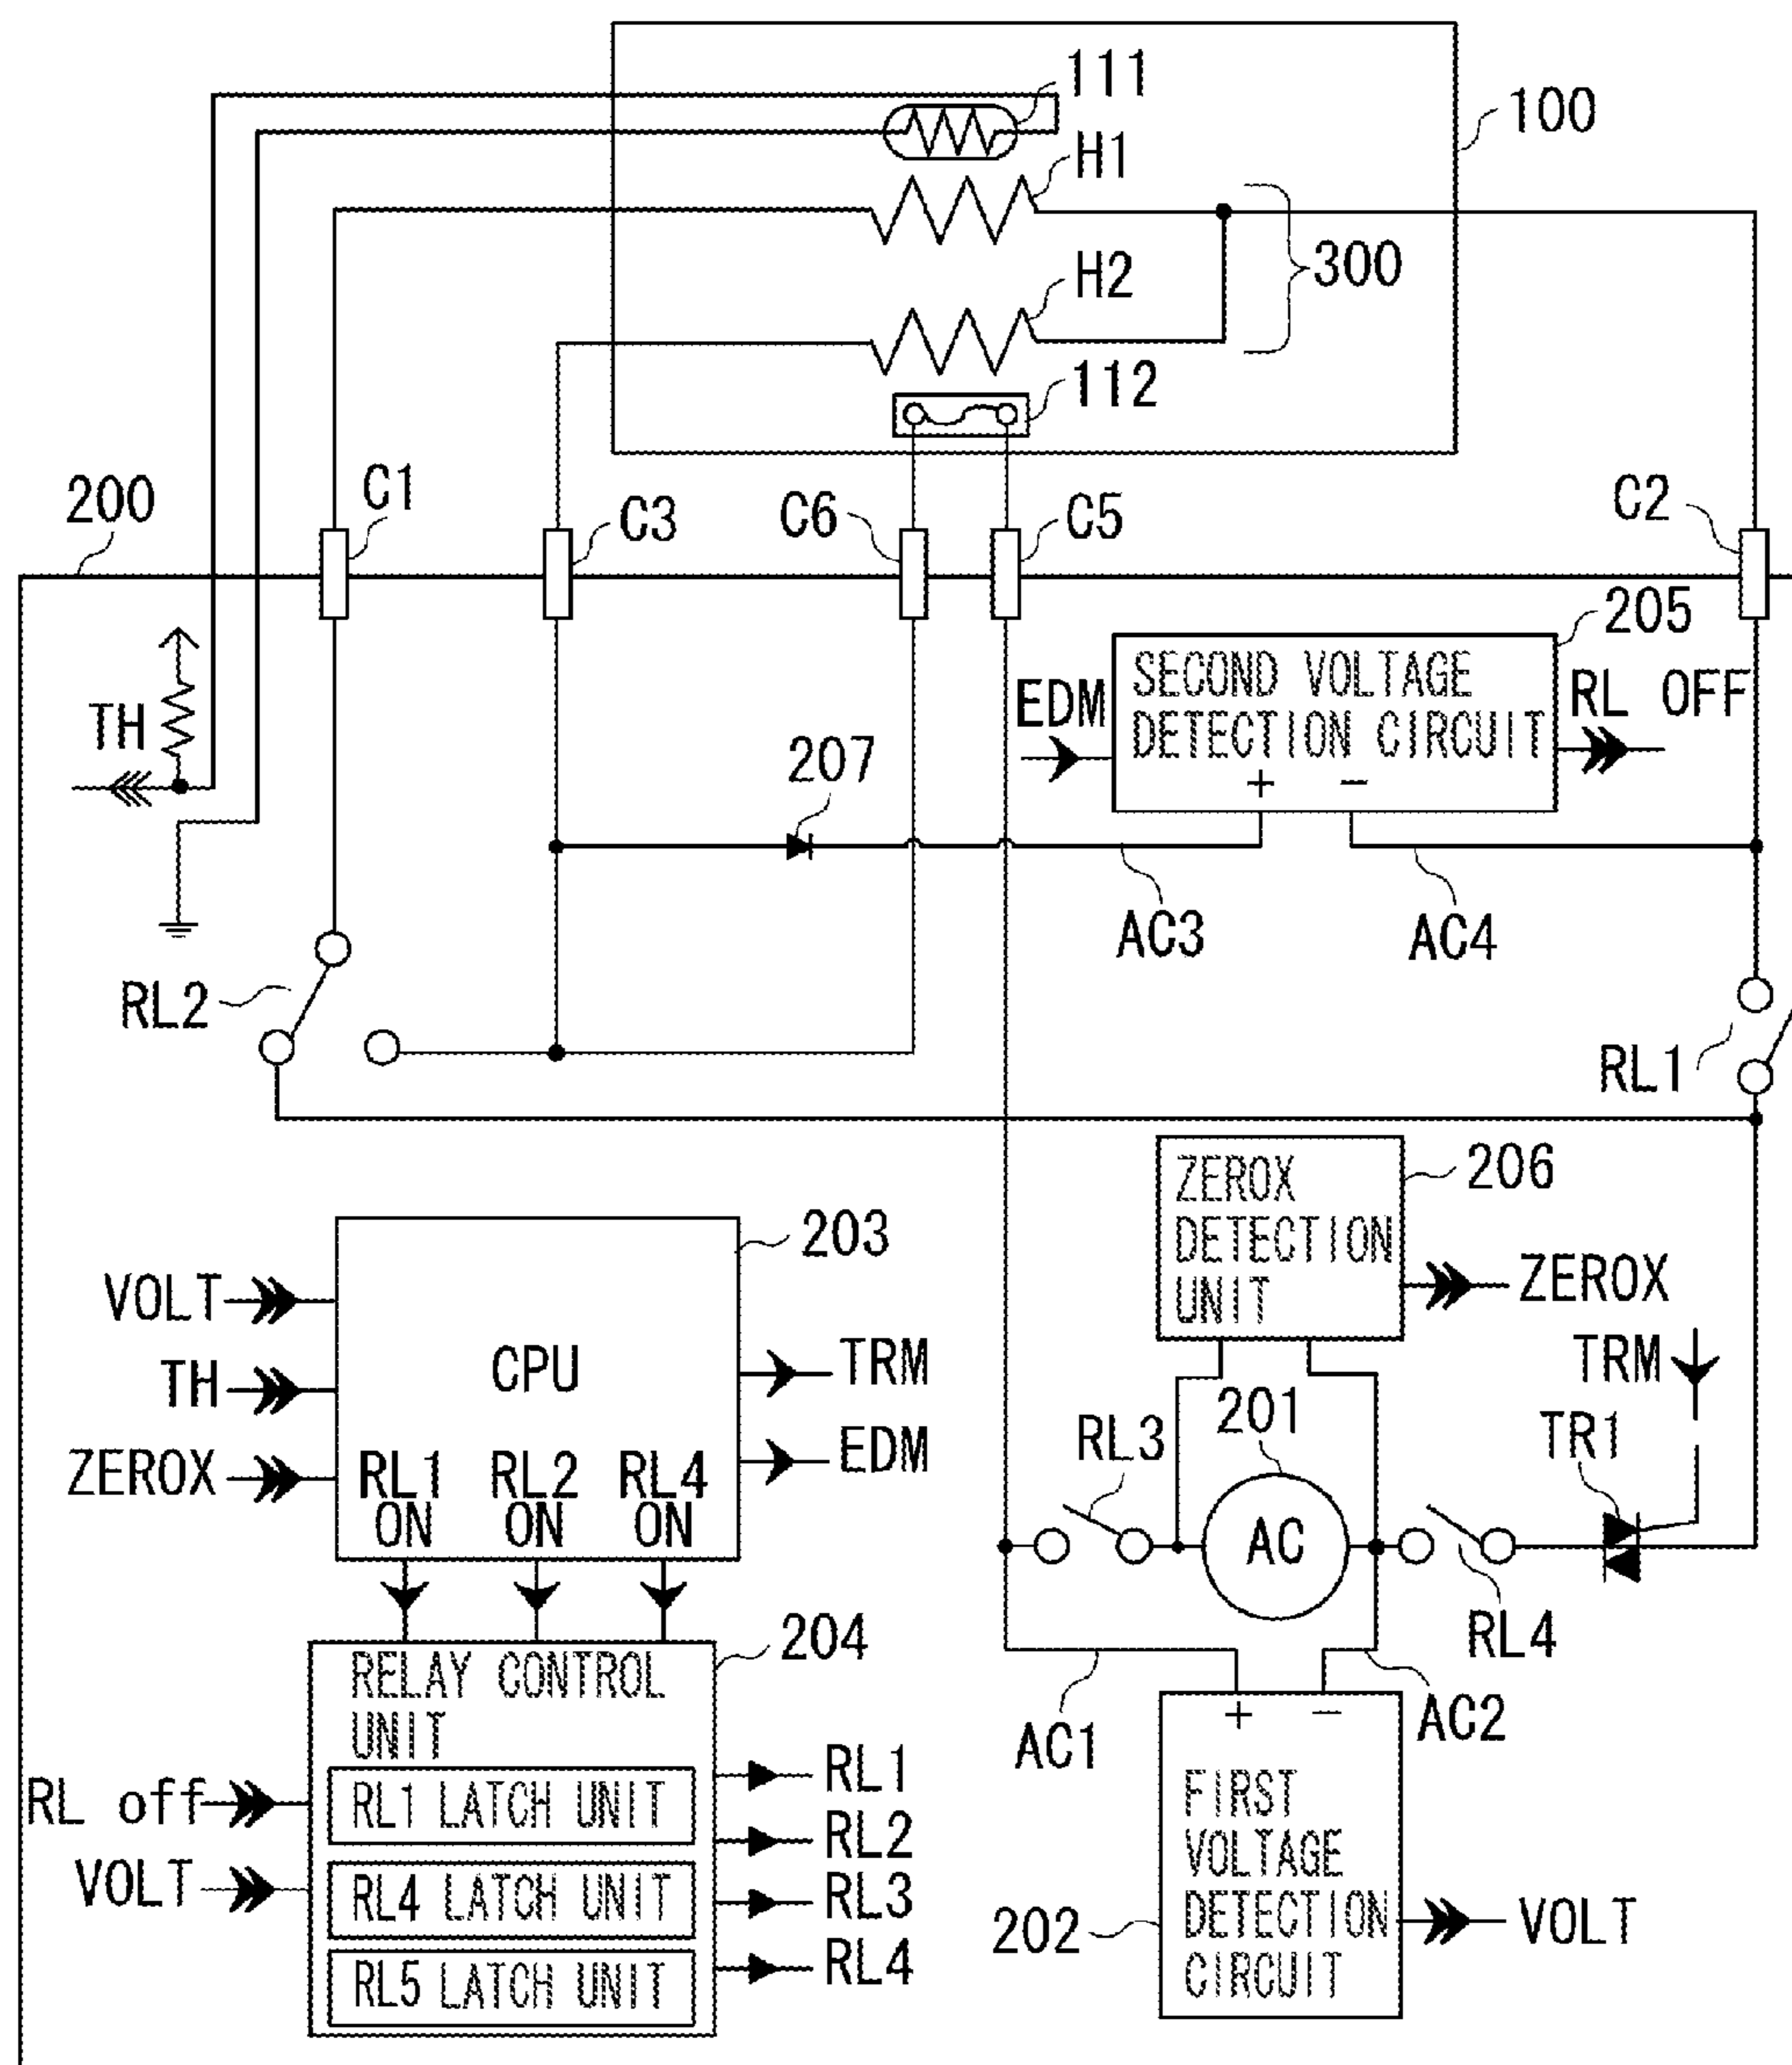 111
100
H1
300
H2
112
200
C1
C3
C6
C5
C2
205
SECOND VOLTAGE
DETECTION CIRCUIT
+ −
EDM
RL OFF
TH
207
AC3
AC4
RL2
RL1
206
ZEROX
DETECTION
UNIT
ZEROX
203
VOLT
TH
ZEROX
CPU
TRM
EDM
RL1 RL2 RL4
ON ON ON
TRM
201
RL3
TR1
AC
RL4
204
RELAY CONTROL
UNIT
RL1 LATCH UNIT
RL4 LATCH UNIT
RL5 LATCH UNIT
RL off
VOLT
RL1
RL2
RL3
RL4
AC1
AC2
+ −
FIRST
VOLTAGE
DETECTION
CIRCUIT
202
VOLT